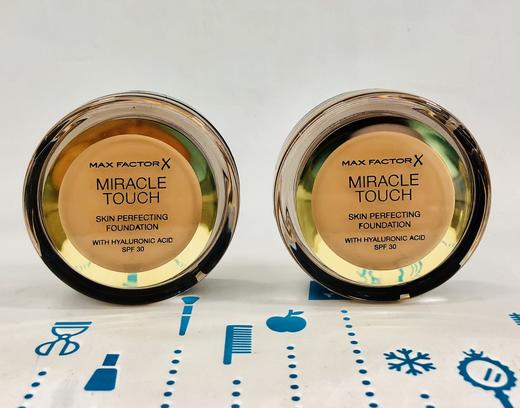 MAX FACTOR X
MIRACLE
TOUCH
SKIN PERFECTING
FOUNDATION
WITH HYALURONIC ACID
SPF 30
MAX FACTOR X
MIRACLE
TOUCH
SKIN PERFECTING
FOUNDATION
WITH HYALURONIC ACID
SPF 30